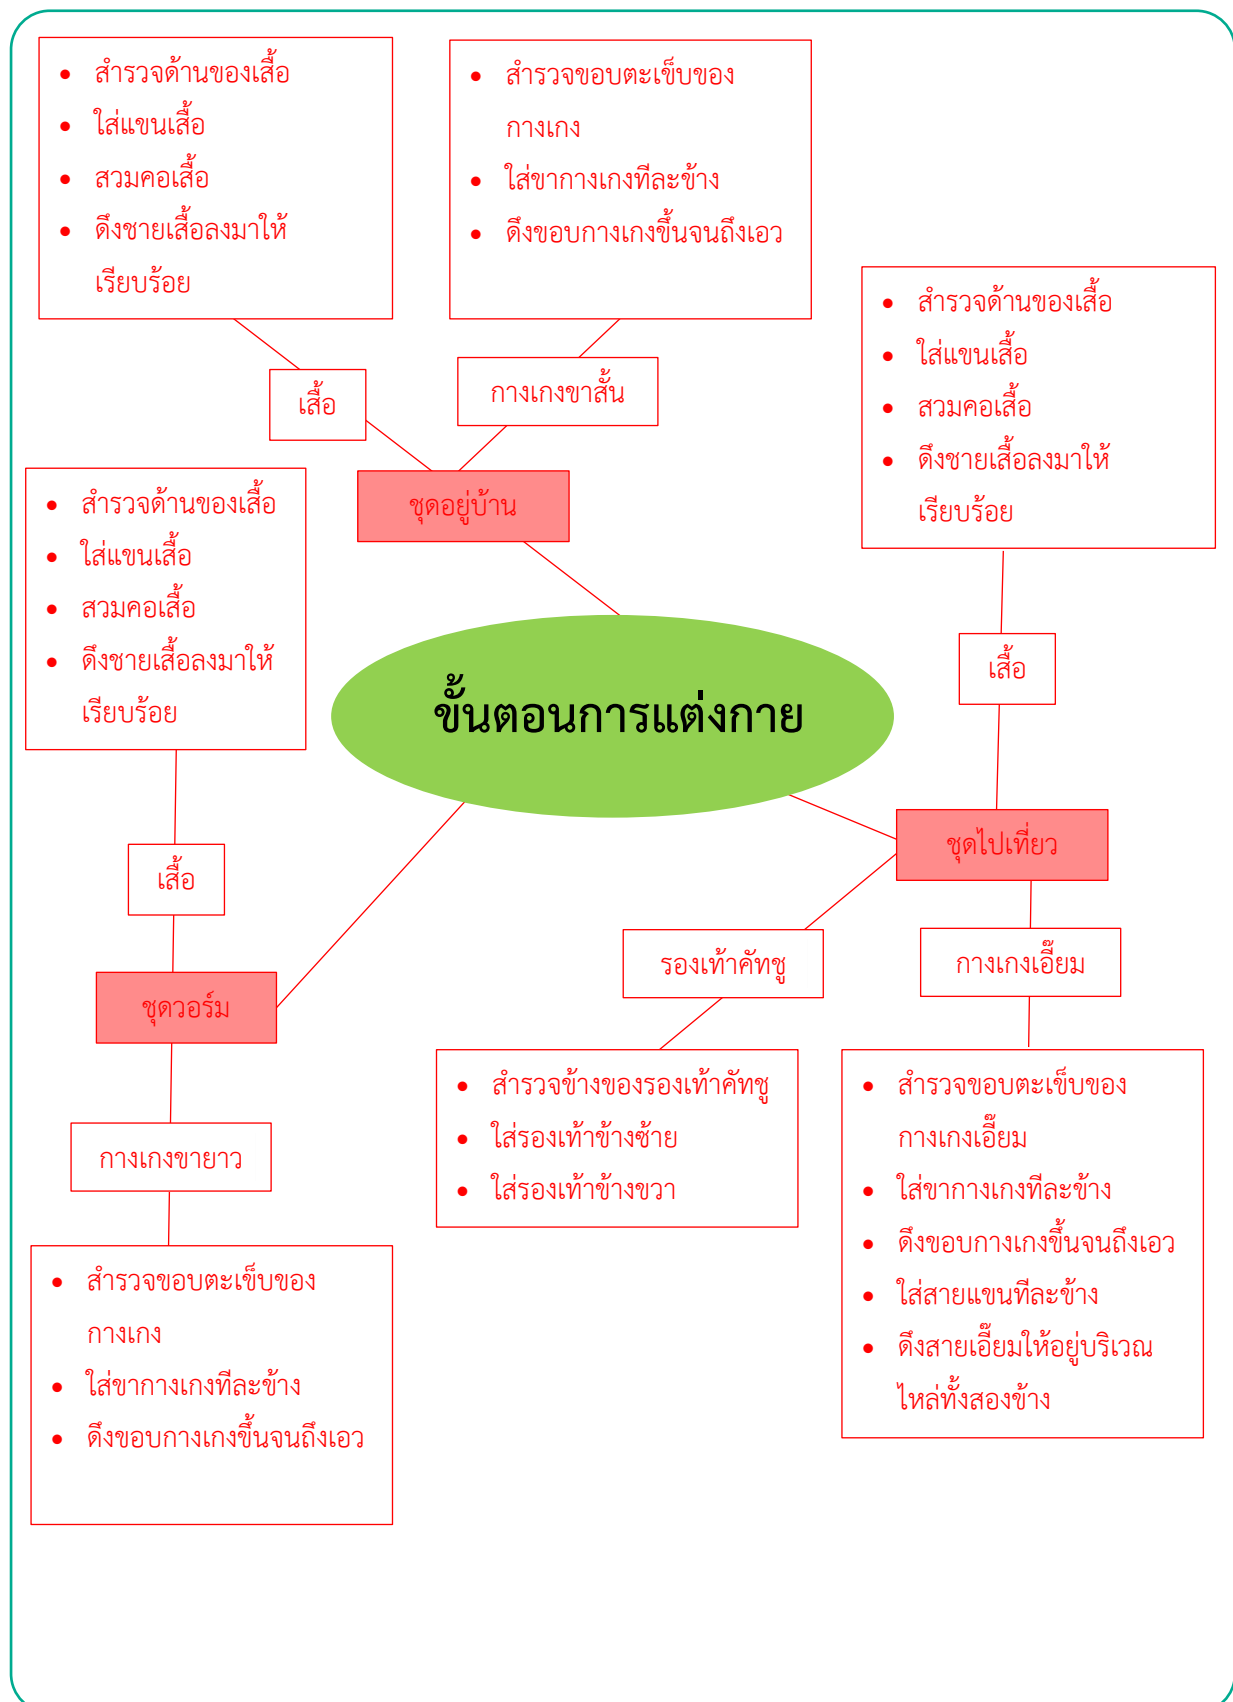 • สำรวจด้านของเสื้อ
• ใส่แขนเสื้อ
• สวมคอเสื้อ
• ดึงชายเสื้อลงมาให้
เรียบร้อย
• สำรวจขอบตะเข็บของ
กางเกง
• ใส่ขากางเกงทีละข้าง
• ดึงขอบกางเกงขึ้นจนถึงเอว
เสื้อ
กางเกงขาสั้น
ชุดอยู่บ้าน
• สำรวจด้านของเสื้อ
• ใส่แขนเสื้อ
• สวมคอเสื้อ
• ดึงชายเสื้อลงมาให้
เรียบร้อย
เสื้อ
• สำรวจด้านของเสื้อ
• ใส่แขนเสื้อ
• สวมคอเสื้อ
• ดึงชายเสื้อลงมาให้
เรียบร้อย
เสื้อ
ขั้นตอนการแต่งกาย
ชุดไปเที่ยว
รองเท้าคัทชู
กางเกงเอี๊ยม
ชุดวอร์ม
กางเกงขายาว
• สำรวจข้างของรองเท้าคัทชู
• ใส่รองเท้าข้างซ้าย
• ใส่รองเท้าข้างขวา
• สำรวจขอบตะเข็บของ
กางเกงเอี๊ยม
• ใส่ขากางเกงทีละข้าง
• ดึงขอบกางเกงขึ้นจนถึงเอว
• ใส่สายแขนทีละข้าง
• ดึงสายเอี๊ยมให้อยู่บริเวณ
ไหล่ทั้งสองข้าง
• สำรวจขอบตะเข็บของ
กางเกง
• ใส่ขากางเกงทีละข้าง
• ดึงขอบกางเกงขึ้นจนถึงเอว